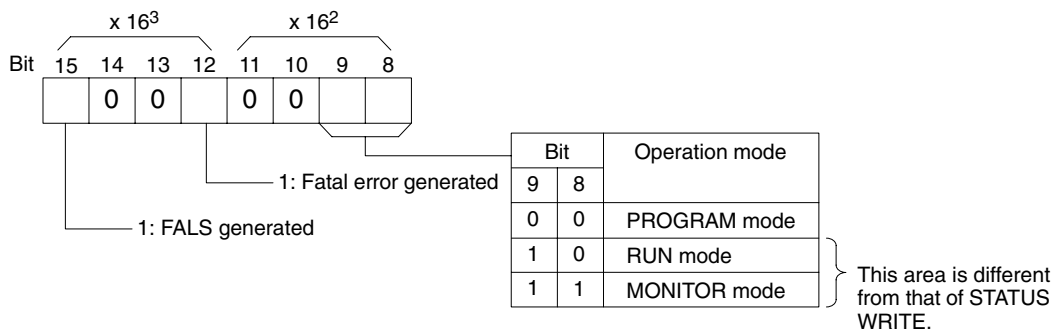 x 16³ x 16²
Bit 15 14 13 12 11 10 9 8
0 0 0 0
1: Fatal error generated
1: FALS generated
Bit Operation mode
9 8
0 0 PROGRAM mode
1 0 RUN mode
1 1 MONITOR mode
This area is different
from that of STATUS
WRITE.